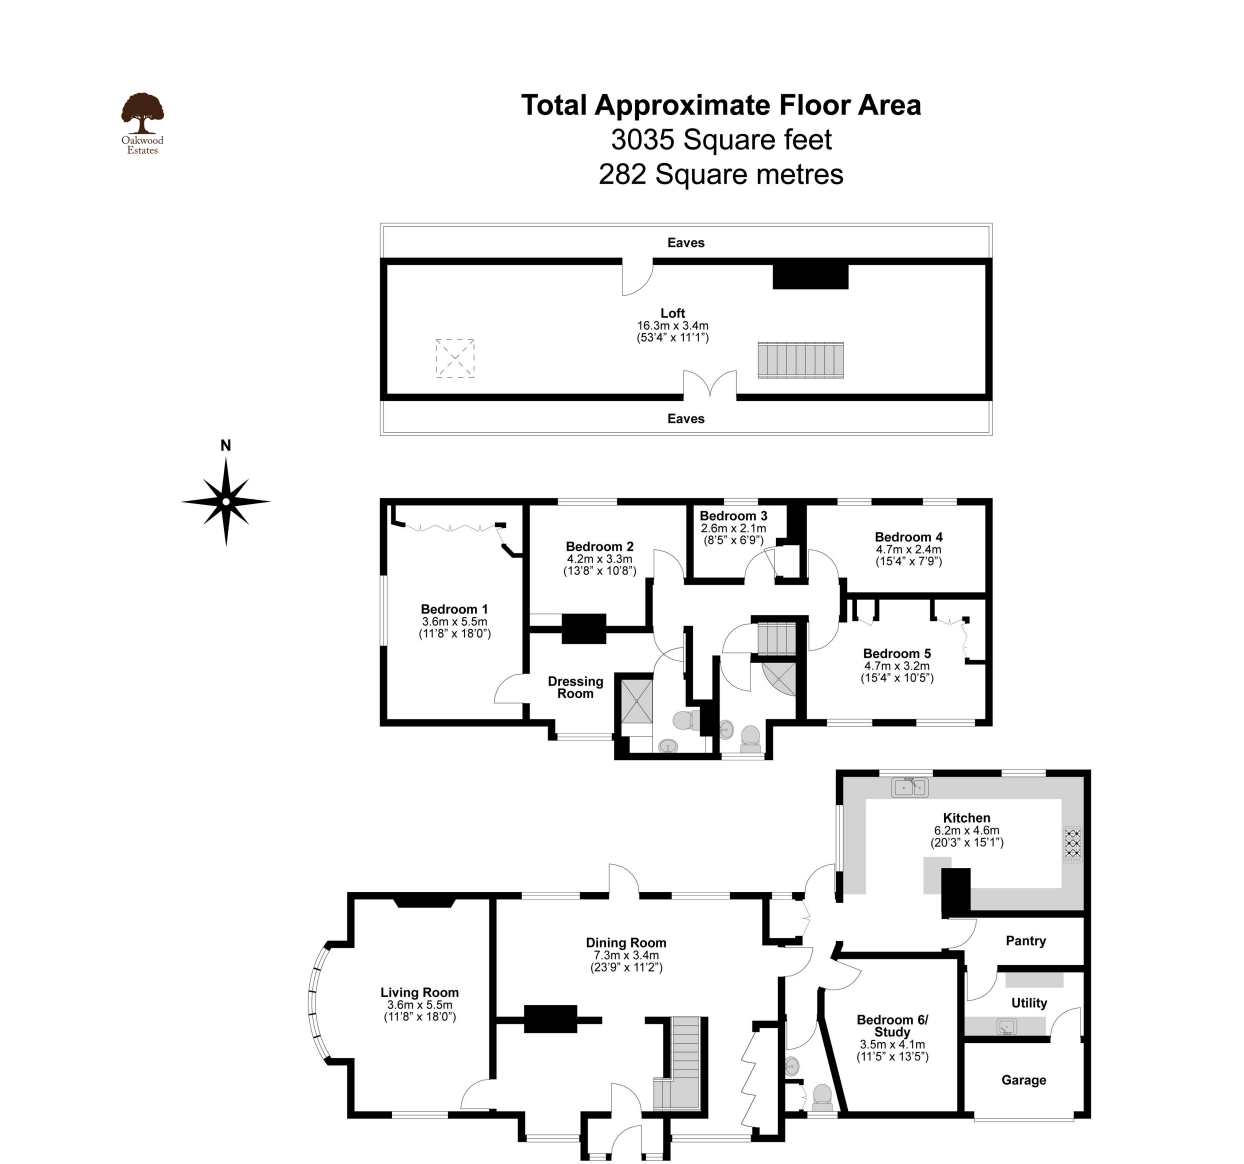 Oakwood
Estates
Total Approximate Floor Area
3035 Square feet
282 Square metres
Eaves
Loft
16.3m x 3.4m
(53'4" x 11'1")
Eaves
N
Bedroom 1
3.6m x 5.5m
(11'8" x 18'0")
Bedroom 2
4.2m x 3.3m
(13'8" x 10'8")
Bedroom 3
2.6m x 2.1m
(8'5" x 6'9")
Bedroom 4
4.7m x 2.4m
(15'4" x 7'9")
Bedroom 5
4.7m x 3.2m
(15'4" x 10'5")
Dressing
Room
Kitchen
6.2m x 4.6m
(20'3" x 15'1")
Dining Room
7.3m x 3.4m
(23'9" x 11'2")
Pantry
Living Room
3.6m x 5.5m
(11'8" x 18'0")
Utility
Bedroom 6/
Study
3.5m x 4.1m
(11'5" x 13'5")
Garage